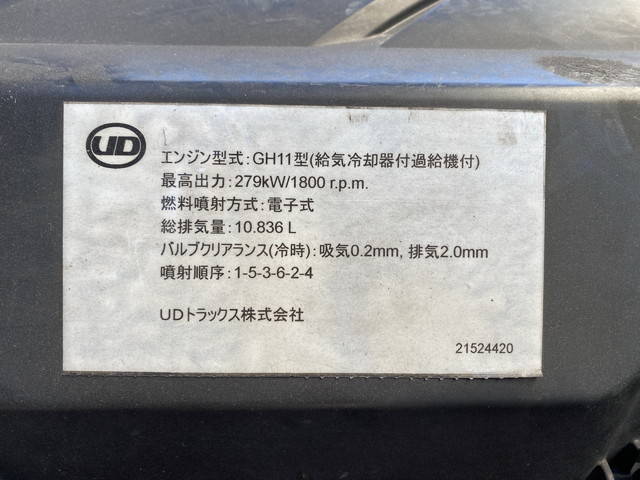 UD
エンジン型式:GH11型(給気冷却器付過給機付)
最高出力:279kW/1800 r.p.m.
燃料噴射方式:電子式
総排気量:10.836 L
バルブクリアランス(冷時):吸気0.2mm, 排気2.0mm
噴射順序:1-5-3-6-2-4
UDトラックス株式会社
21524420